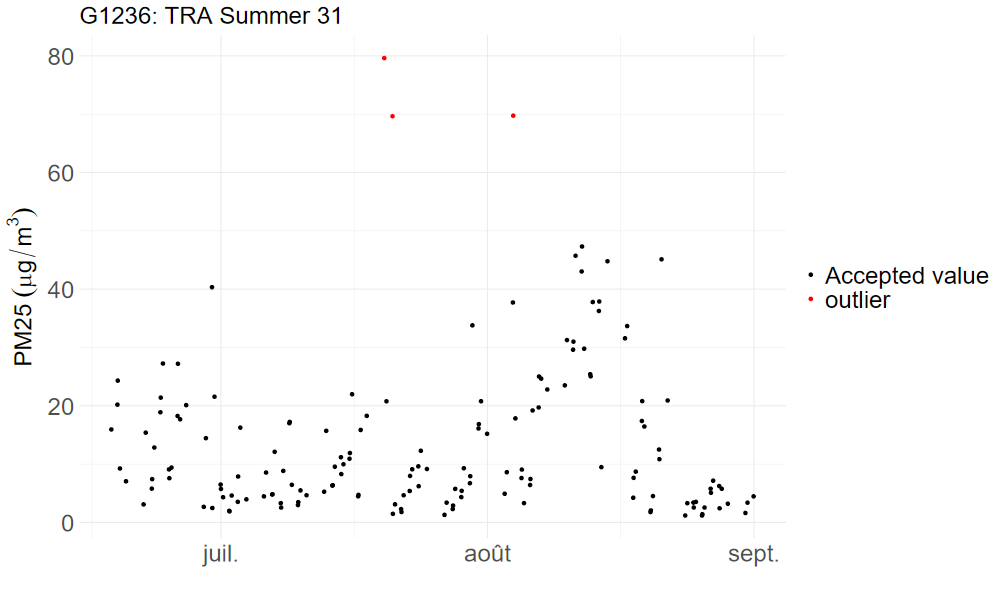 G1236: TRA Summer 31
80
60
40
20
0
PM25 (μg/m³)
juil.
août
sept.
Accepted value
outlier